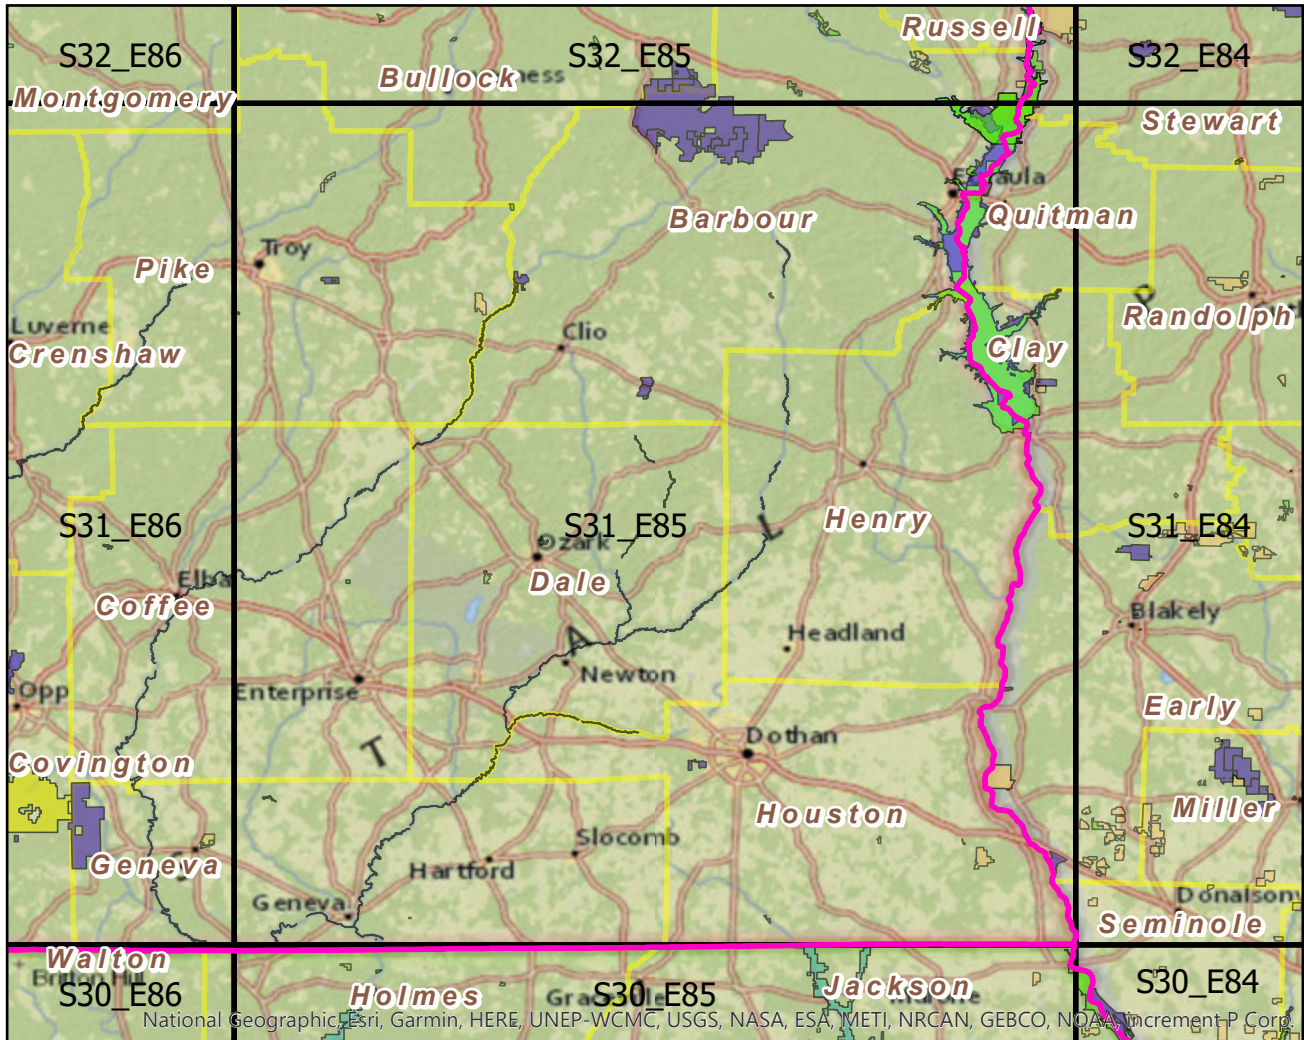 Russell
S32_E86
S32_E85
S32_E84
Bullock
Montgomery
Stewart
Eufaula
Barbour
Quitman
Troy
Pike
Luverne
Clio
Randolph
Crenshaw
Clay
S31_E86
S31_E85
S31_E84
Henry
L
Ozark
Elba
Dale
Coffee
Blakely
A
Headland
Newton
Opp
Enterprise
Early
T
Dothan
Covington
Miller
Houston
Slocomb
Geneva
Hartford
Geneva
Donalsonv
Seminole
Walton
S30_E86
Holmes
S30_E85
Jackson
S30_E84
National Geographic, Esri, Garmin, HERE, UNEP-WCMC, USGS, NASA, ESA, METI, NRCAN, GEBCO, NOAA, increment P Corp.